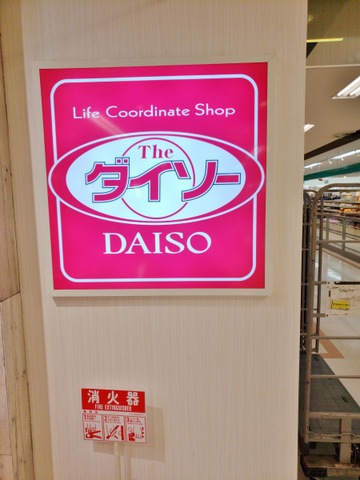 Life Coordinate Shop
The
ダイソー
DAISO
消火器
FIRE EXTINGUISHER